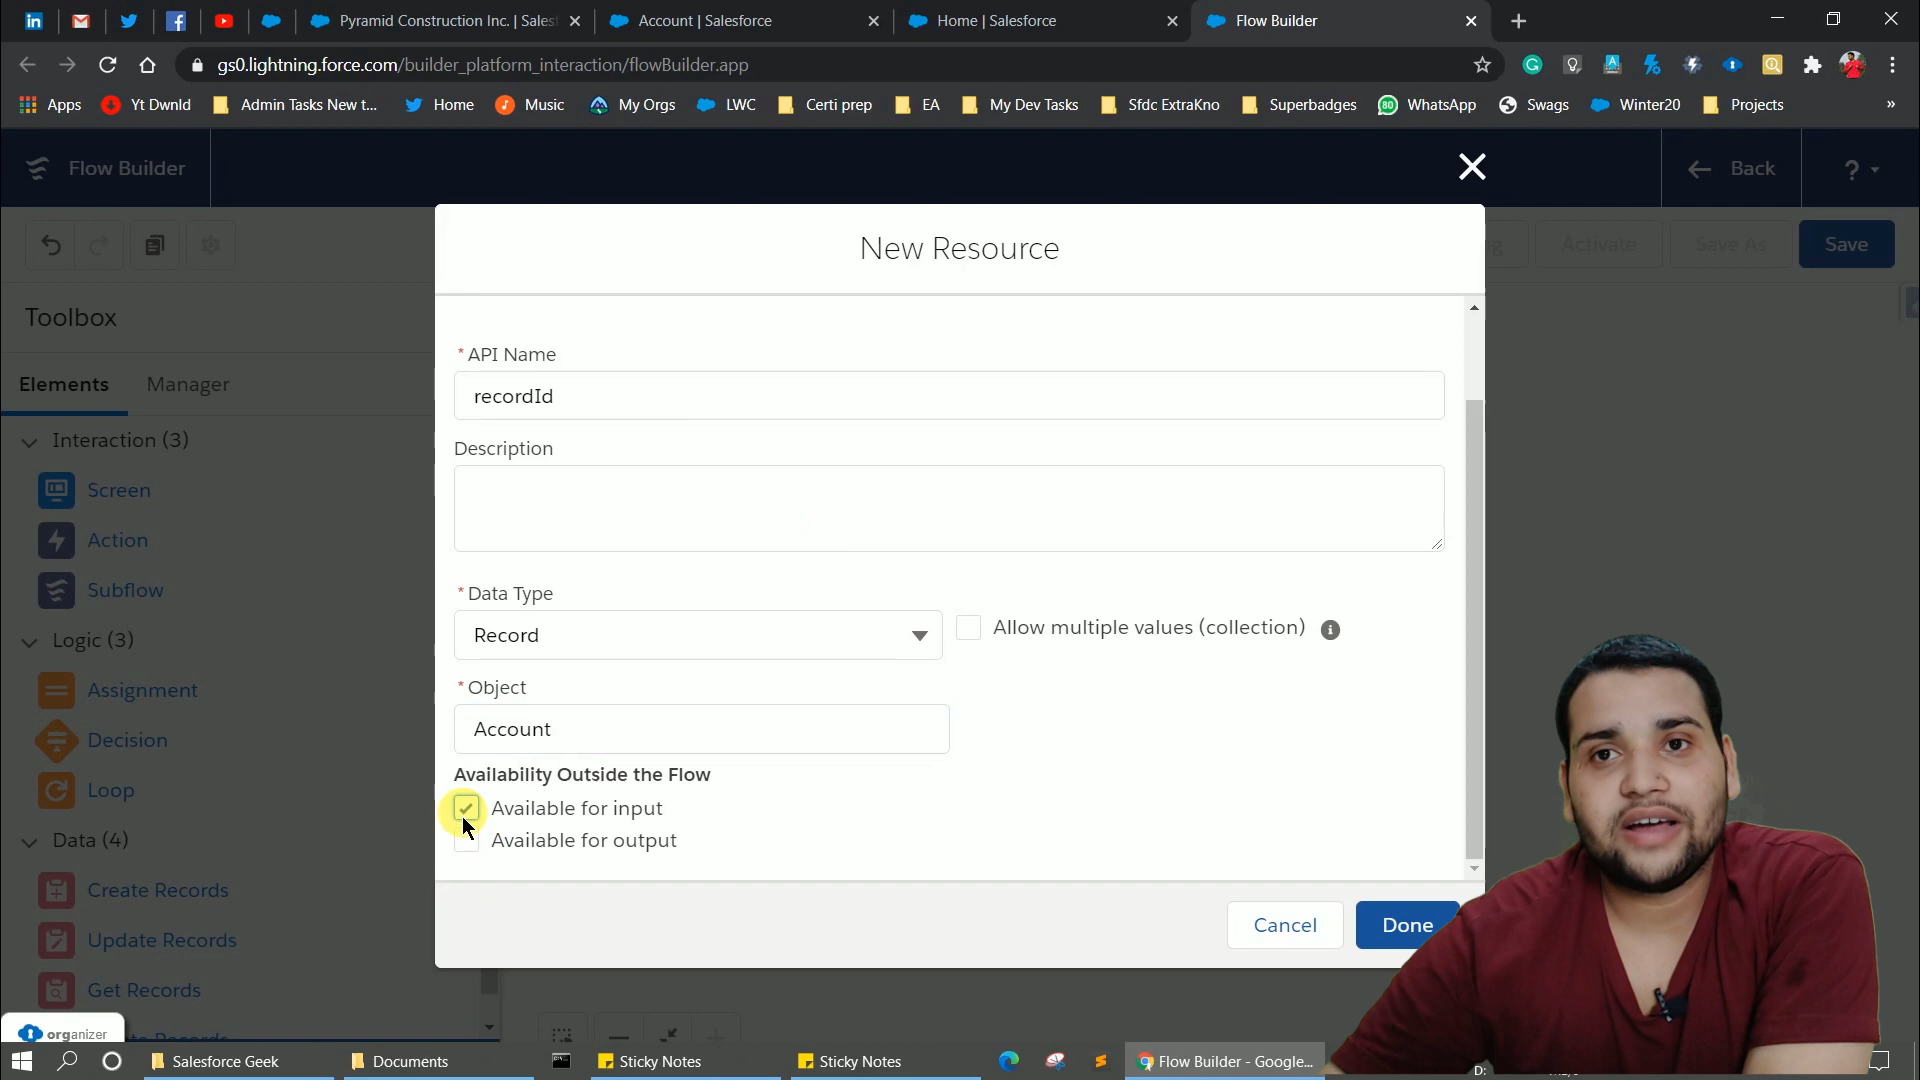 Pyramid Construction Inc. | Sales
Account | Salesforce
Home | Salesforce
Flow Builder
gs0.lightning.force.com/builder_platform_interaction/flowBuilder.app
Apps
Yt Dwnld
Admin Tasks New t...
Home
Music
My Orgs
LWC
Certi prep
EA
My Dev Tasks
Sfdc ExtraKno
Superbadges
WhatsApp
Swags
Winter20
Projects
»
Flow Builder
Back
?
Activate
Save As
Save
Toolbox
Elements
Manager
Interaction (3)
Screen
Action
Subflow
Logic (3)
Assignment
Decision
Loop
Data (4)
Create Records
Update Records
Get Records
organizer
New Resource
* API Name
recordId
Description
* Data Type
Record
Allow multiple values (collection)
* Object
Account
Availability Outside the Flow
Available for input
Available for output
Cancel
Done
Salesforce Geek
Documents
Sticky Notes
Sticky Notes
Flow Builder - Google...
D: